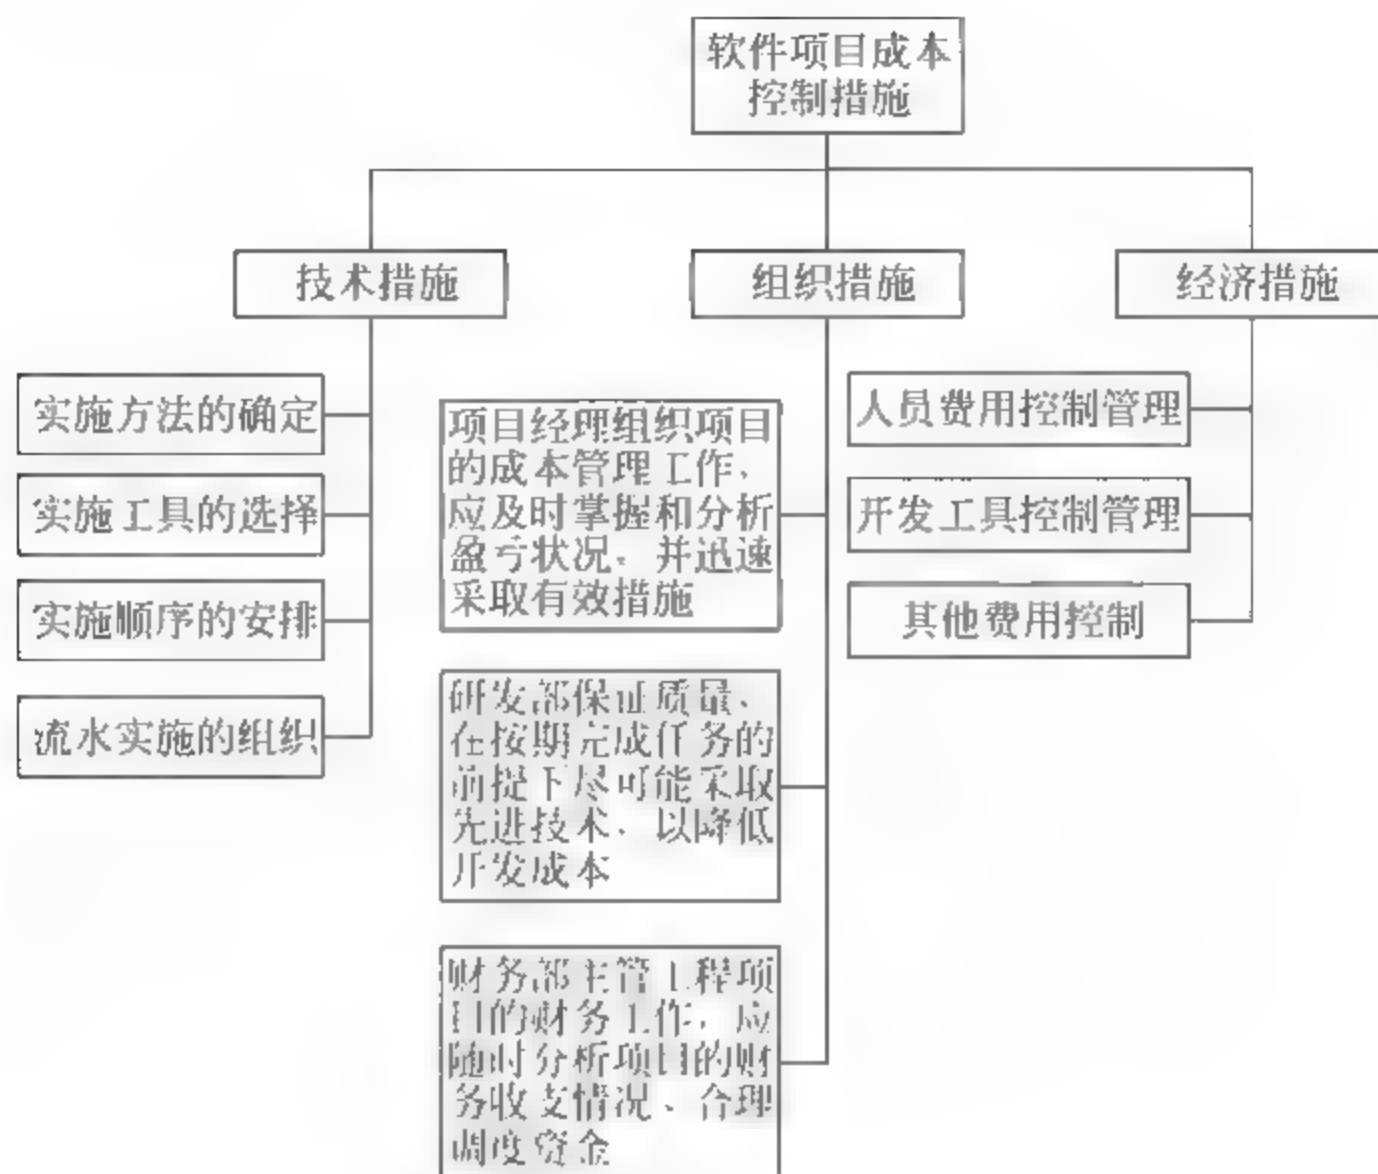 软件项目成本
控制措施
技术措施
组织措施
经济措施
实施方法的确定
实施工具的选择
实施顺序的安排
流水实施的组织
项目经理组织项目
的成本管理工作,
应及时掌握和分析
盈亏状况,并迅速
采取有效措施
研发部保证质量、
在按期完成任务的
前提下尽可能采取
先进技术,以降低
开发成本
财务部主管工程项
目的财务工作,应
随时分析项目的财
务收支情况、合理
调度资金
人员费用控制管理
开发工具控制管理
其他费用控制